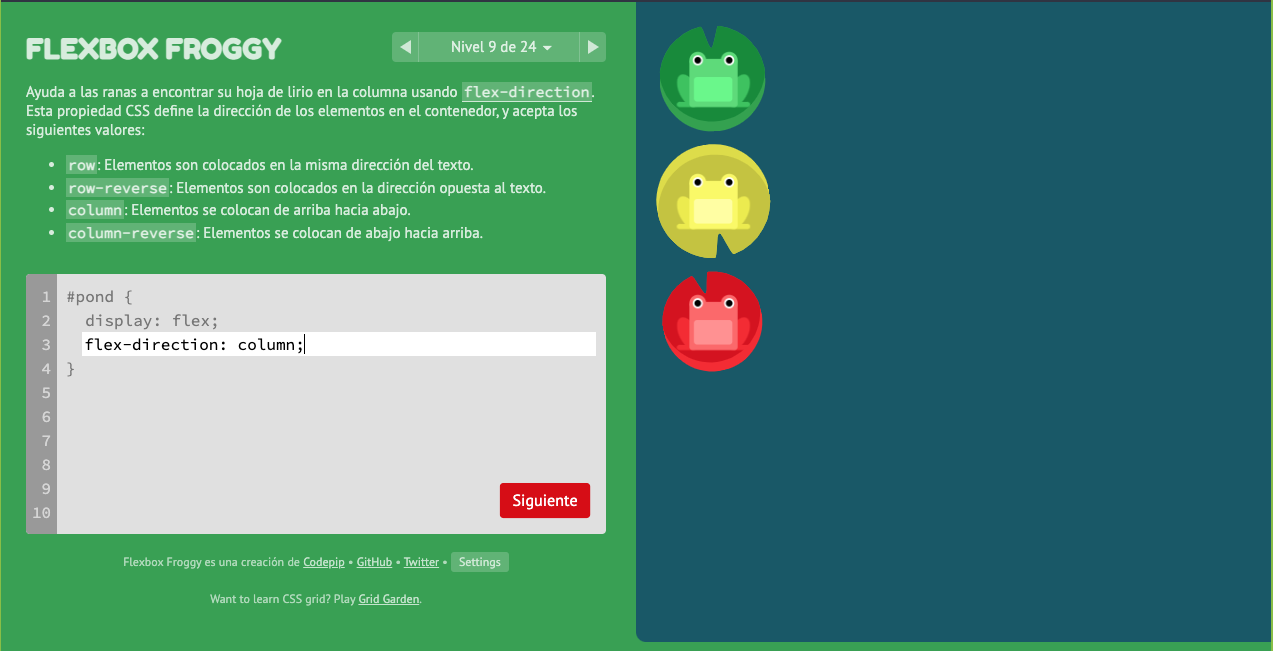 FLEXBOX FROGGY
Nivel 9 de 24
Ayuda a las ranas a encontrar su hoja de lirio en la columna usando flex-direction.
Esta propiedad CSS define la dirección de los elementos en el contenedor, y acepta los
siguientes valores:
• row: Elementos son colocados en la misma dirección del texto.
• row-reverse: Elementos son colocados en la dirección opuesta al texto.
• column: Elementos se colocan de arriba hacia abajo.
• column-reverse: Elementos se colocan de abajo hacia arriba.
1 #pond {
2 display: flex;
3 flex-direction: column;
4 }
5
6
7
8
9
10
Siguiente
Flexbox Froggy es una creación de Codepip • GitHub • Twitter • Settings
Want to learn CSS grid? Play Grid Garden.